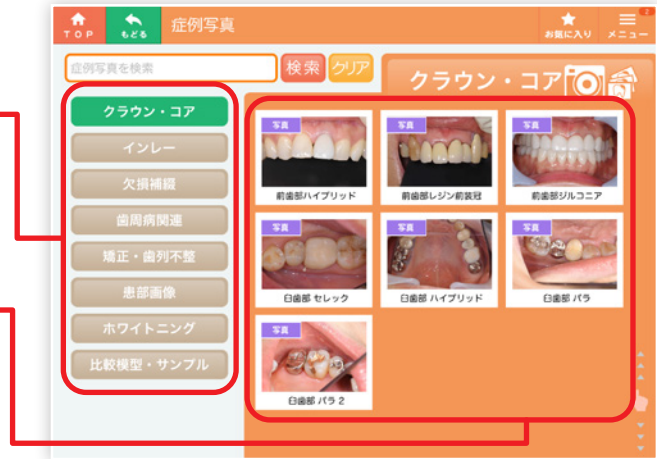 TOP
もどる
症例写真
お気に入り
メニュー
2
症例写真を検索
検索
クリア
クラウン・コア
クラウン・コア
インレー
欠損補綴
歯周病関連
矯正・歯列不整
患部画像
ホワイトニング
比較模型・サンプル
写真
写真
写真
前歯部ハイブリッド
前歯部レジン前装冠
前歯部ジルコニア
写真
写真
写真
臼歯部 セレック
臼歯部 ハイブリッド
臼歯部 パラ
写真
臼歯部 パラ 2